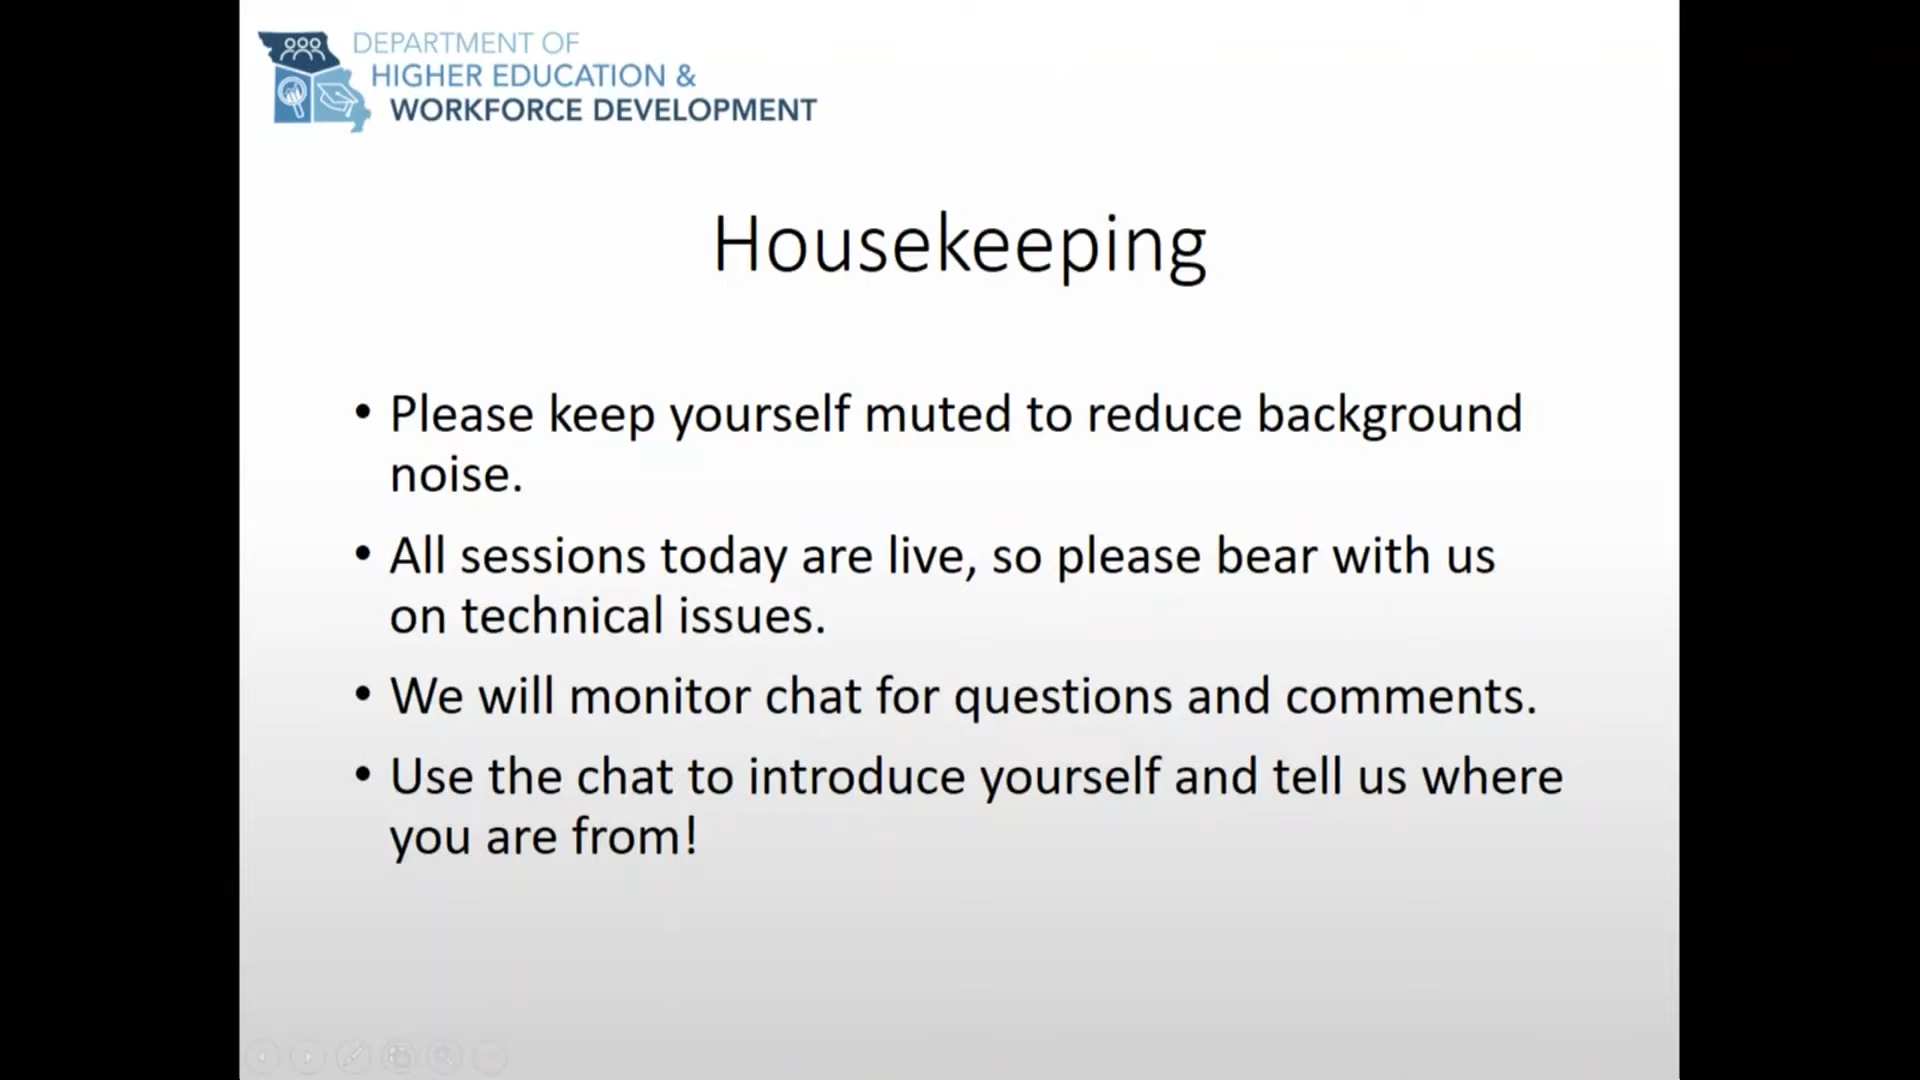 DEPARTMENT OF
HIGHER EDUCATION &
WORKFORCE DEVELOPMENT
Housekeeping
• Please keep yourself muted to reduce background
noise.
• All sessions today are live, so please bear with us
on technical issues.
• We will monitor chat for questions and comments.
• Use the chat to introduce yourself and tell us where
you are from!